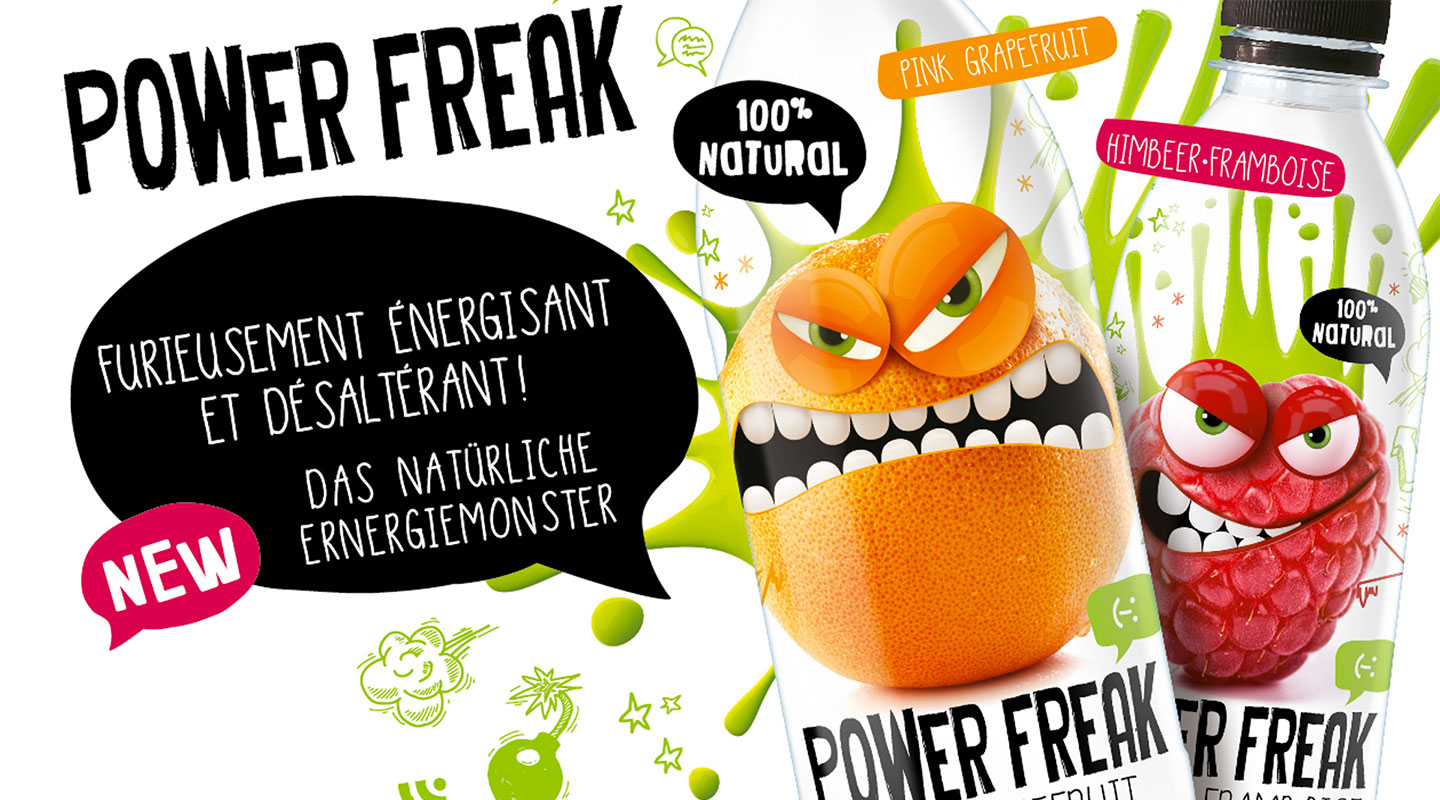 POWER FREAK
FURIEUSEMENT ÉNERGISANT
ET DÉSALTÉRANT!
DAS NATÜRLICHE
ERNERGIEMONSTER
NEW
100%
NATURAL
PINK GRAPEFRUIT
POWER FREAK
HIMBEER·FRAMBOISE
100%
NATURAL
FREAK